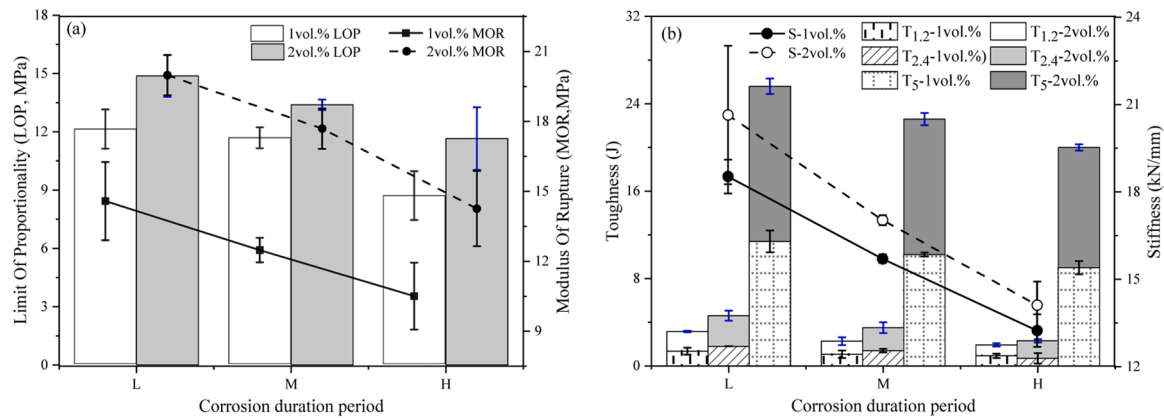 (a)
1vol.% LOP
1vol.% MOR
2vol.% LOP
2vol.% MOR
Limit Of Proportionality (LOP, MPa)
18
15
12
9
6
3
0
Modulus Of Rupture (MOR,MPa)
21
18
15
12
9
L M H
Corrosion duration period
(b)
S-1vol.%
T1,2-1vol.%
T1,2-2vol.%
S-2vol.%
T2.4-1vol.%)
T2.4-2vol.%
T5-1vol.%
T5-2vol.%
Toughness (J)
32
24
16
8
0
Stiffness (kN/mm)
24
21
18
15
12
L M H
Corrosion duration period